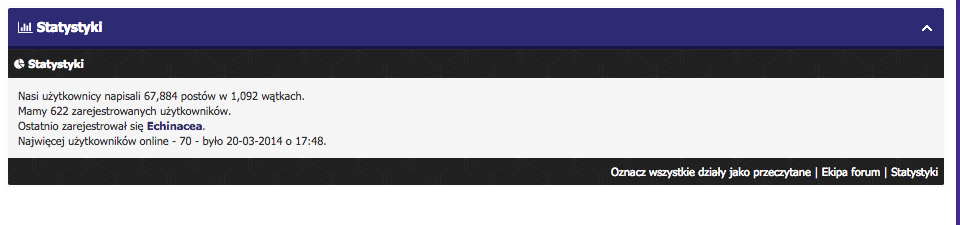 Statystyki
Statystyki
Nasi użytkownicy napisali 67,884 postów w 1,092 wątkach.
Mamy 622 zarejestrowanych użytkowników.
Ostatnio zarejestrował się Echinacea.
Najwięcej użytkowników online - 70 - było 20-03-2014 o 17:48.
Oznacz wszystkie działy jako przeczytane | Ekipa forum | Statystyki